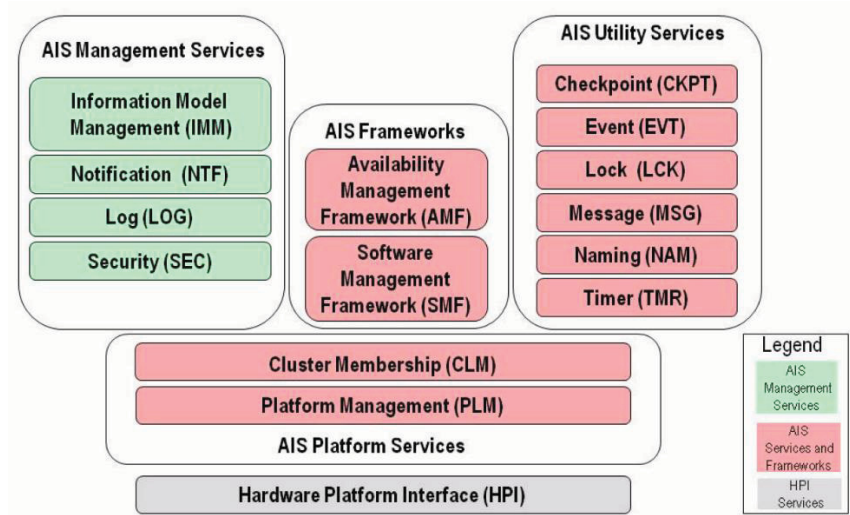 AIS Management Services
Information Model
Management (IMM)
Notification (NTF)
Log (LOG)
Security (SEC)
AIS Frameworks
Availability
Management
Framework (AMF)
Software
Management
Framework (SMF)
AIS Utility Services
Checkpoint (CKPT)
Event (EVT)
Lock (LCK)
Message (MSG)
Naming (NAM)
Timer (TMR)
Cluster Membership (CLM)
Platform Management (PLM)
AIS Platform Services
Hardware Platform Interface (HPI)
Legend
AIS
Management
Services
AIS
Services and
Frameworks
HPI
Services